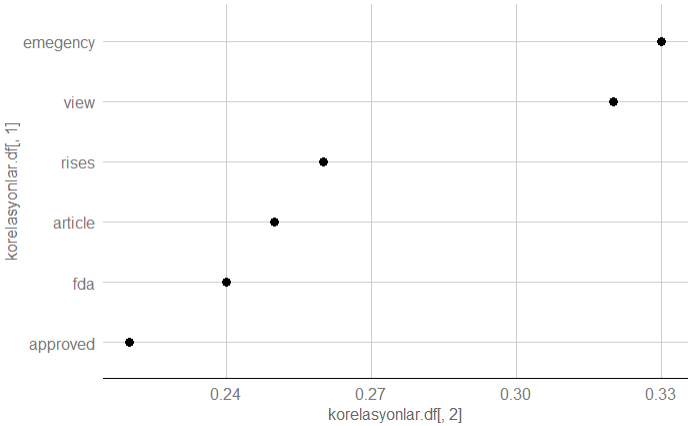 emegency
view
rises
article
fda
approved
korelasyonlar.df[, 1]
0.24 0.27 0.30 0.33
korelasyonlar.df[, 2]